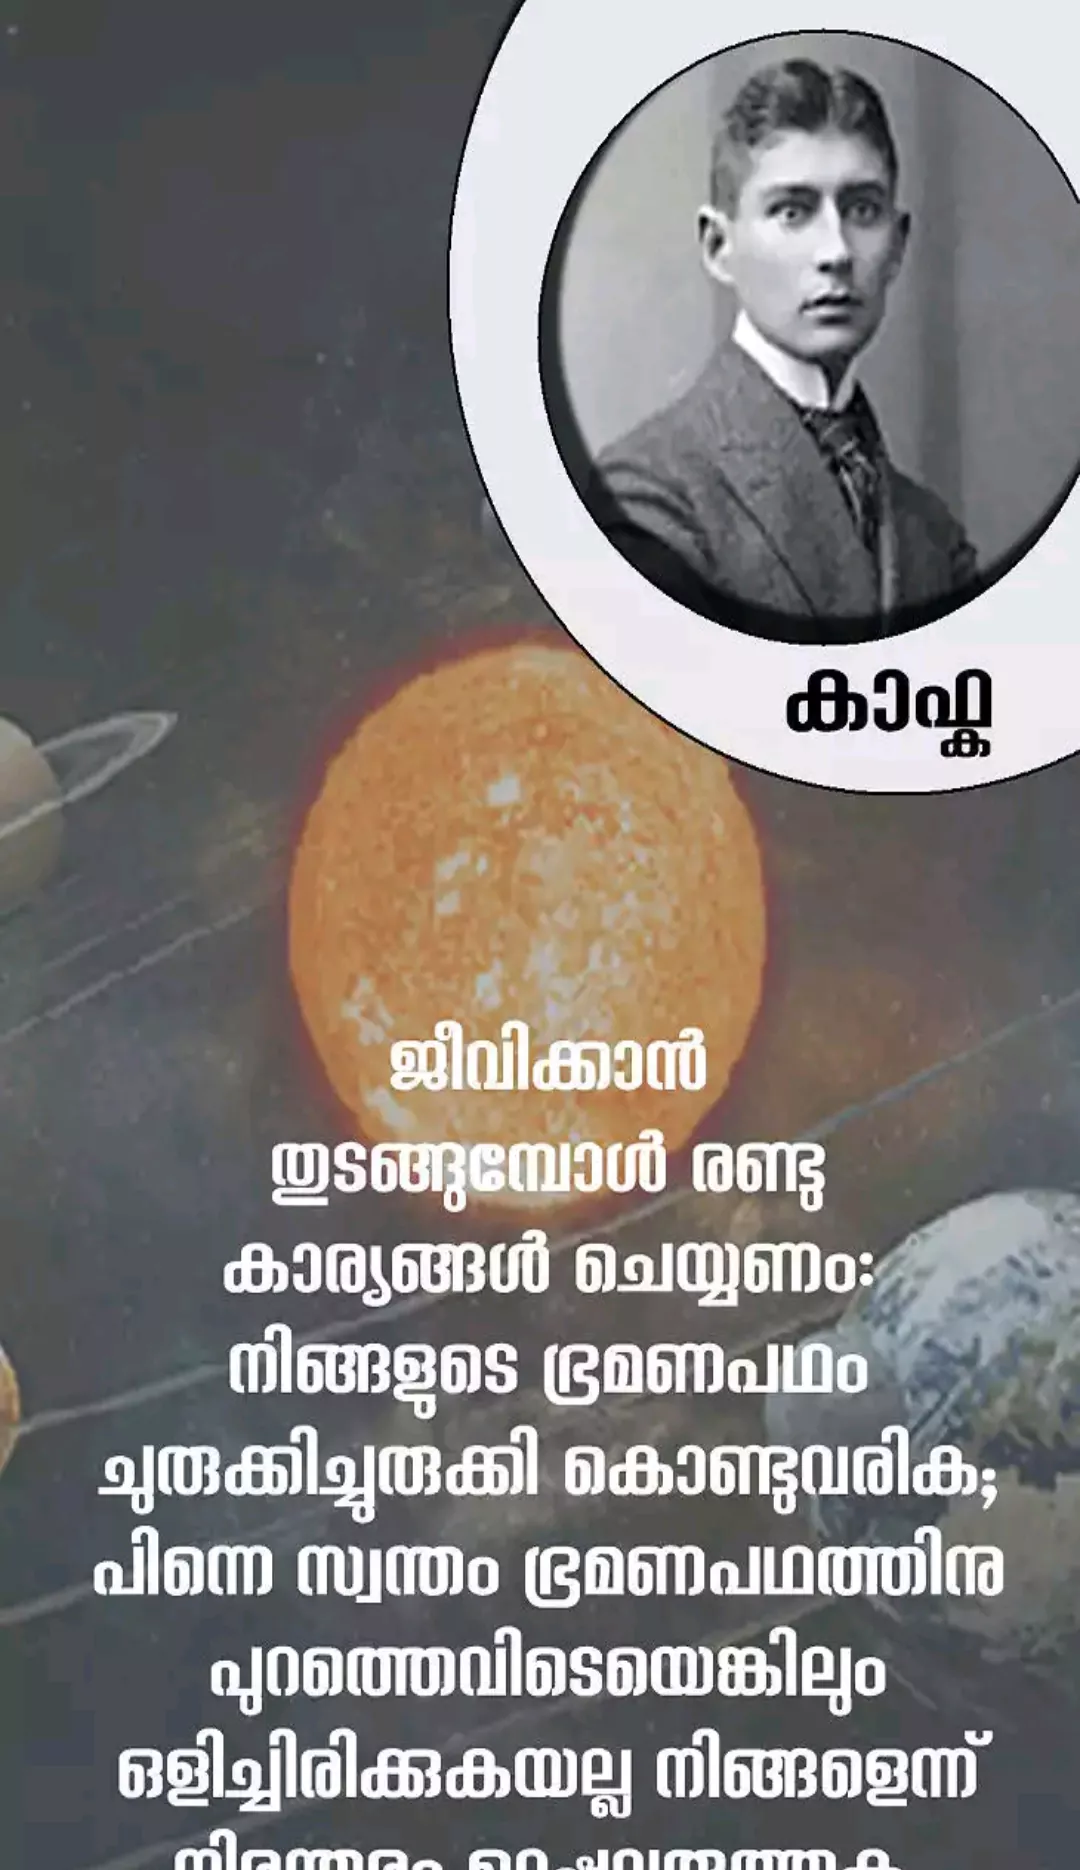 കാഫ്ക
ജീവിക്കാൻ
തുടങ്ങുമ്പോൾ രണ്ടു
കാര്യങ്ങൾ ചെയ്യണം:
നിങ്ങളുടെ ഭ്രമണപഥം
ചുരുക്കിച്ചുരുക്കി കൊണ്ടുവരിക;
പിന്നെ സ്വന്തം ഭ്രമണപഥത്തിനു
പുറത്തെവിടെയെങ്കിലും
ഒളിച്ചിരിക്കുകയല്ല നിങ്ങളെന്ന്